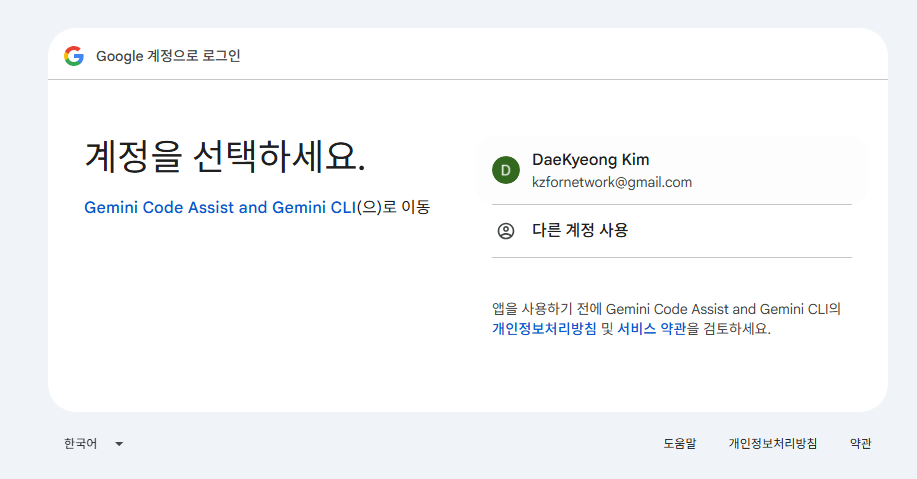 Google 계정으로 로그인
계정을 선택하세요.
Gemini Code Assist and Gemini CLI(으)로 이동
D
DaeKyeong Kim
kzfornetwork@gmail.com
다른 계정 사용
앱을 사용하기 전에 Gemini Code Assist and Gemini CLI의
개인정보처리방침 및 서비스 약관을 검토하세요.
한국어
도움말
개인정보처리방침
약관